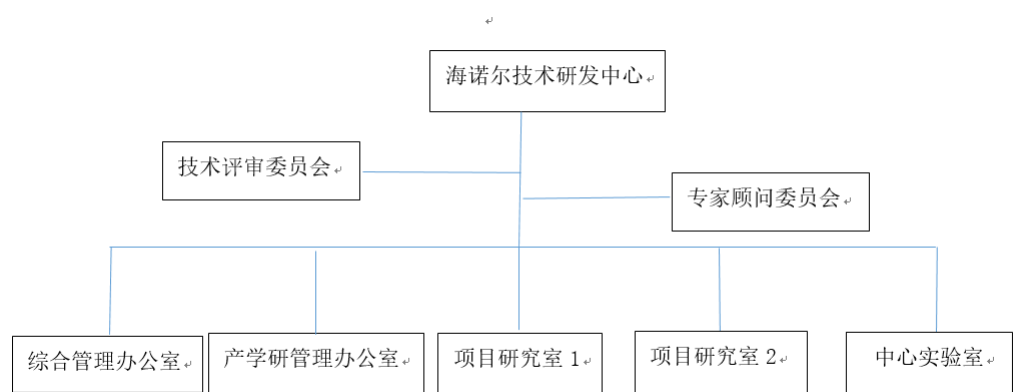 海诺尔技术研发中心
技术评审委员会
专家顾问委员会
综合管理办公室
产学研管理办公室
项目研究室 1
项目研究室 2
中心实验室